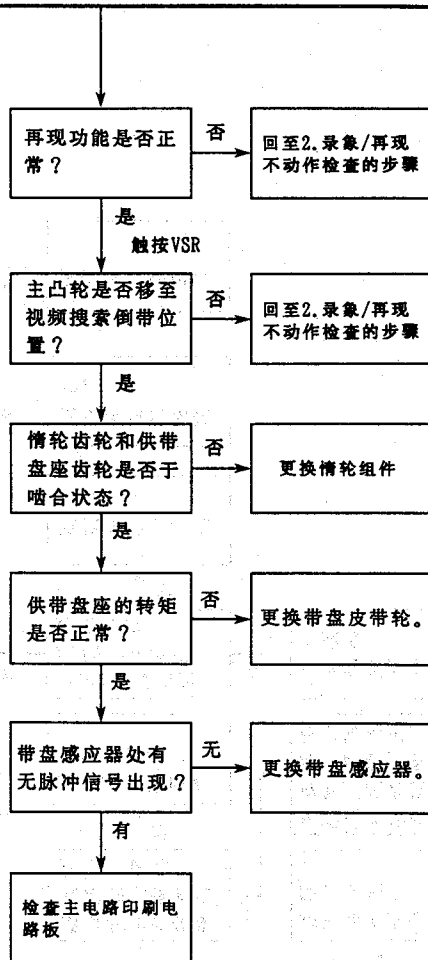 再现功能是否正
常？
否
回至2.录象/再现
不动作检查的步骤
是
触按VSR
主凸轮是否移至
视频搜索倒带位
置？
否
回至2.录象/再现
不动作检查的步骤
是
惰轮齿轮和供带
盘座齿轮是否于
啮合状态？
否
更换惰轮组件
是
供带盘座的转矩
是否正常？
否
更换带盘皮带轮。
是
带盘感应器处有
无脉冲信号出现？
无
更换带盘感应器。
有
检查主电路印刷电
路板